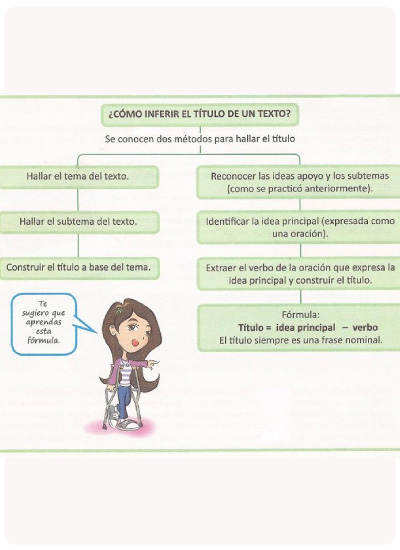 ¿CÓMO INFERIR EL TÍTULO DE UN TEXTO?
Se conocen dos métodos para hallar el título
Hallar el tema del texto.
Hallar el subtema del texto.
Construir el título a base del tema.
Reconocer las ideas apoyo y los subtemas
(como se practicó anteriormente).
Identificar la idea principal (expresada como
una oración).
Extraer el verbo de la oración que expresa la
idea principal y construir el título.
Fórmula:
Título = idea principal – verbo
El título siempre es una frase nominal.
Te
sugiero que
aprendas
esta
fórmula.